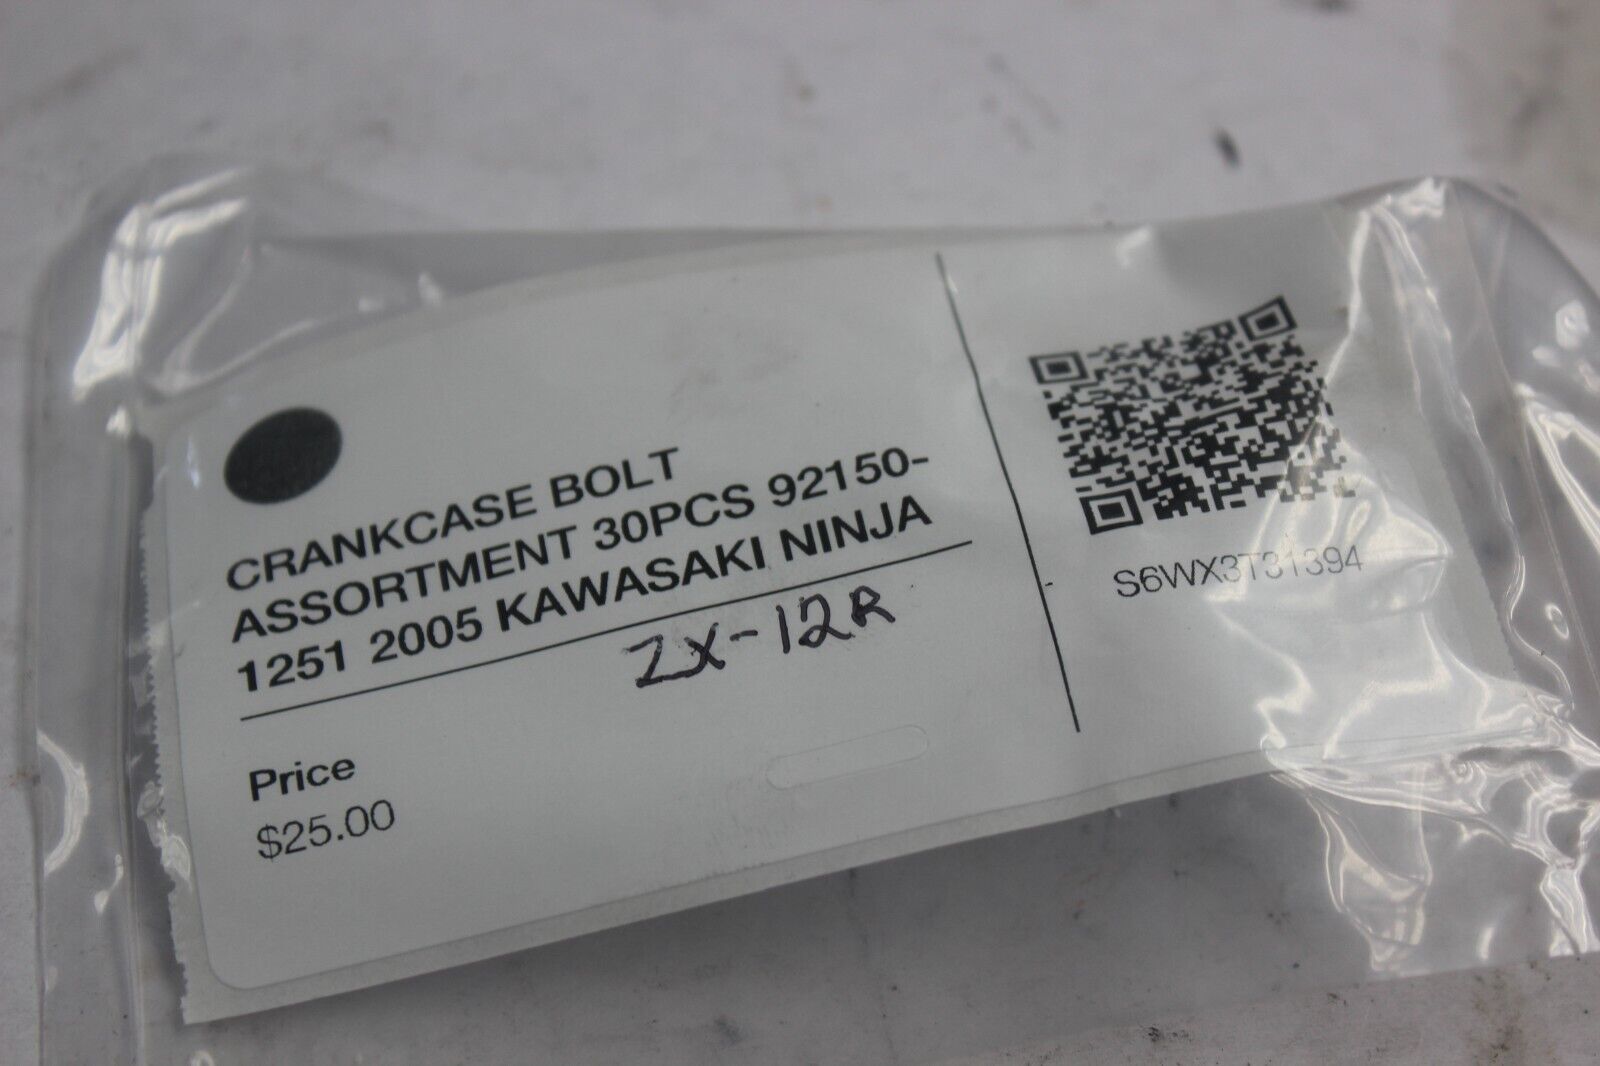 CRANKCASE BOLT
ASSORTMENT 30PCS 92150-
1251 2005 KAWASAKI NINJA
ZX-12R
Price
$25.00
S6WX3T31394